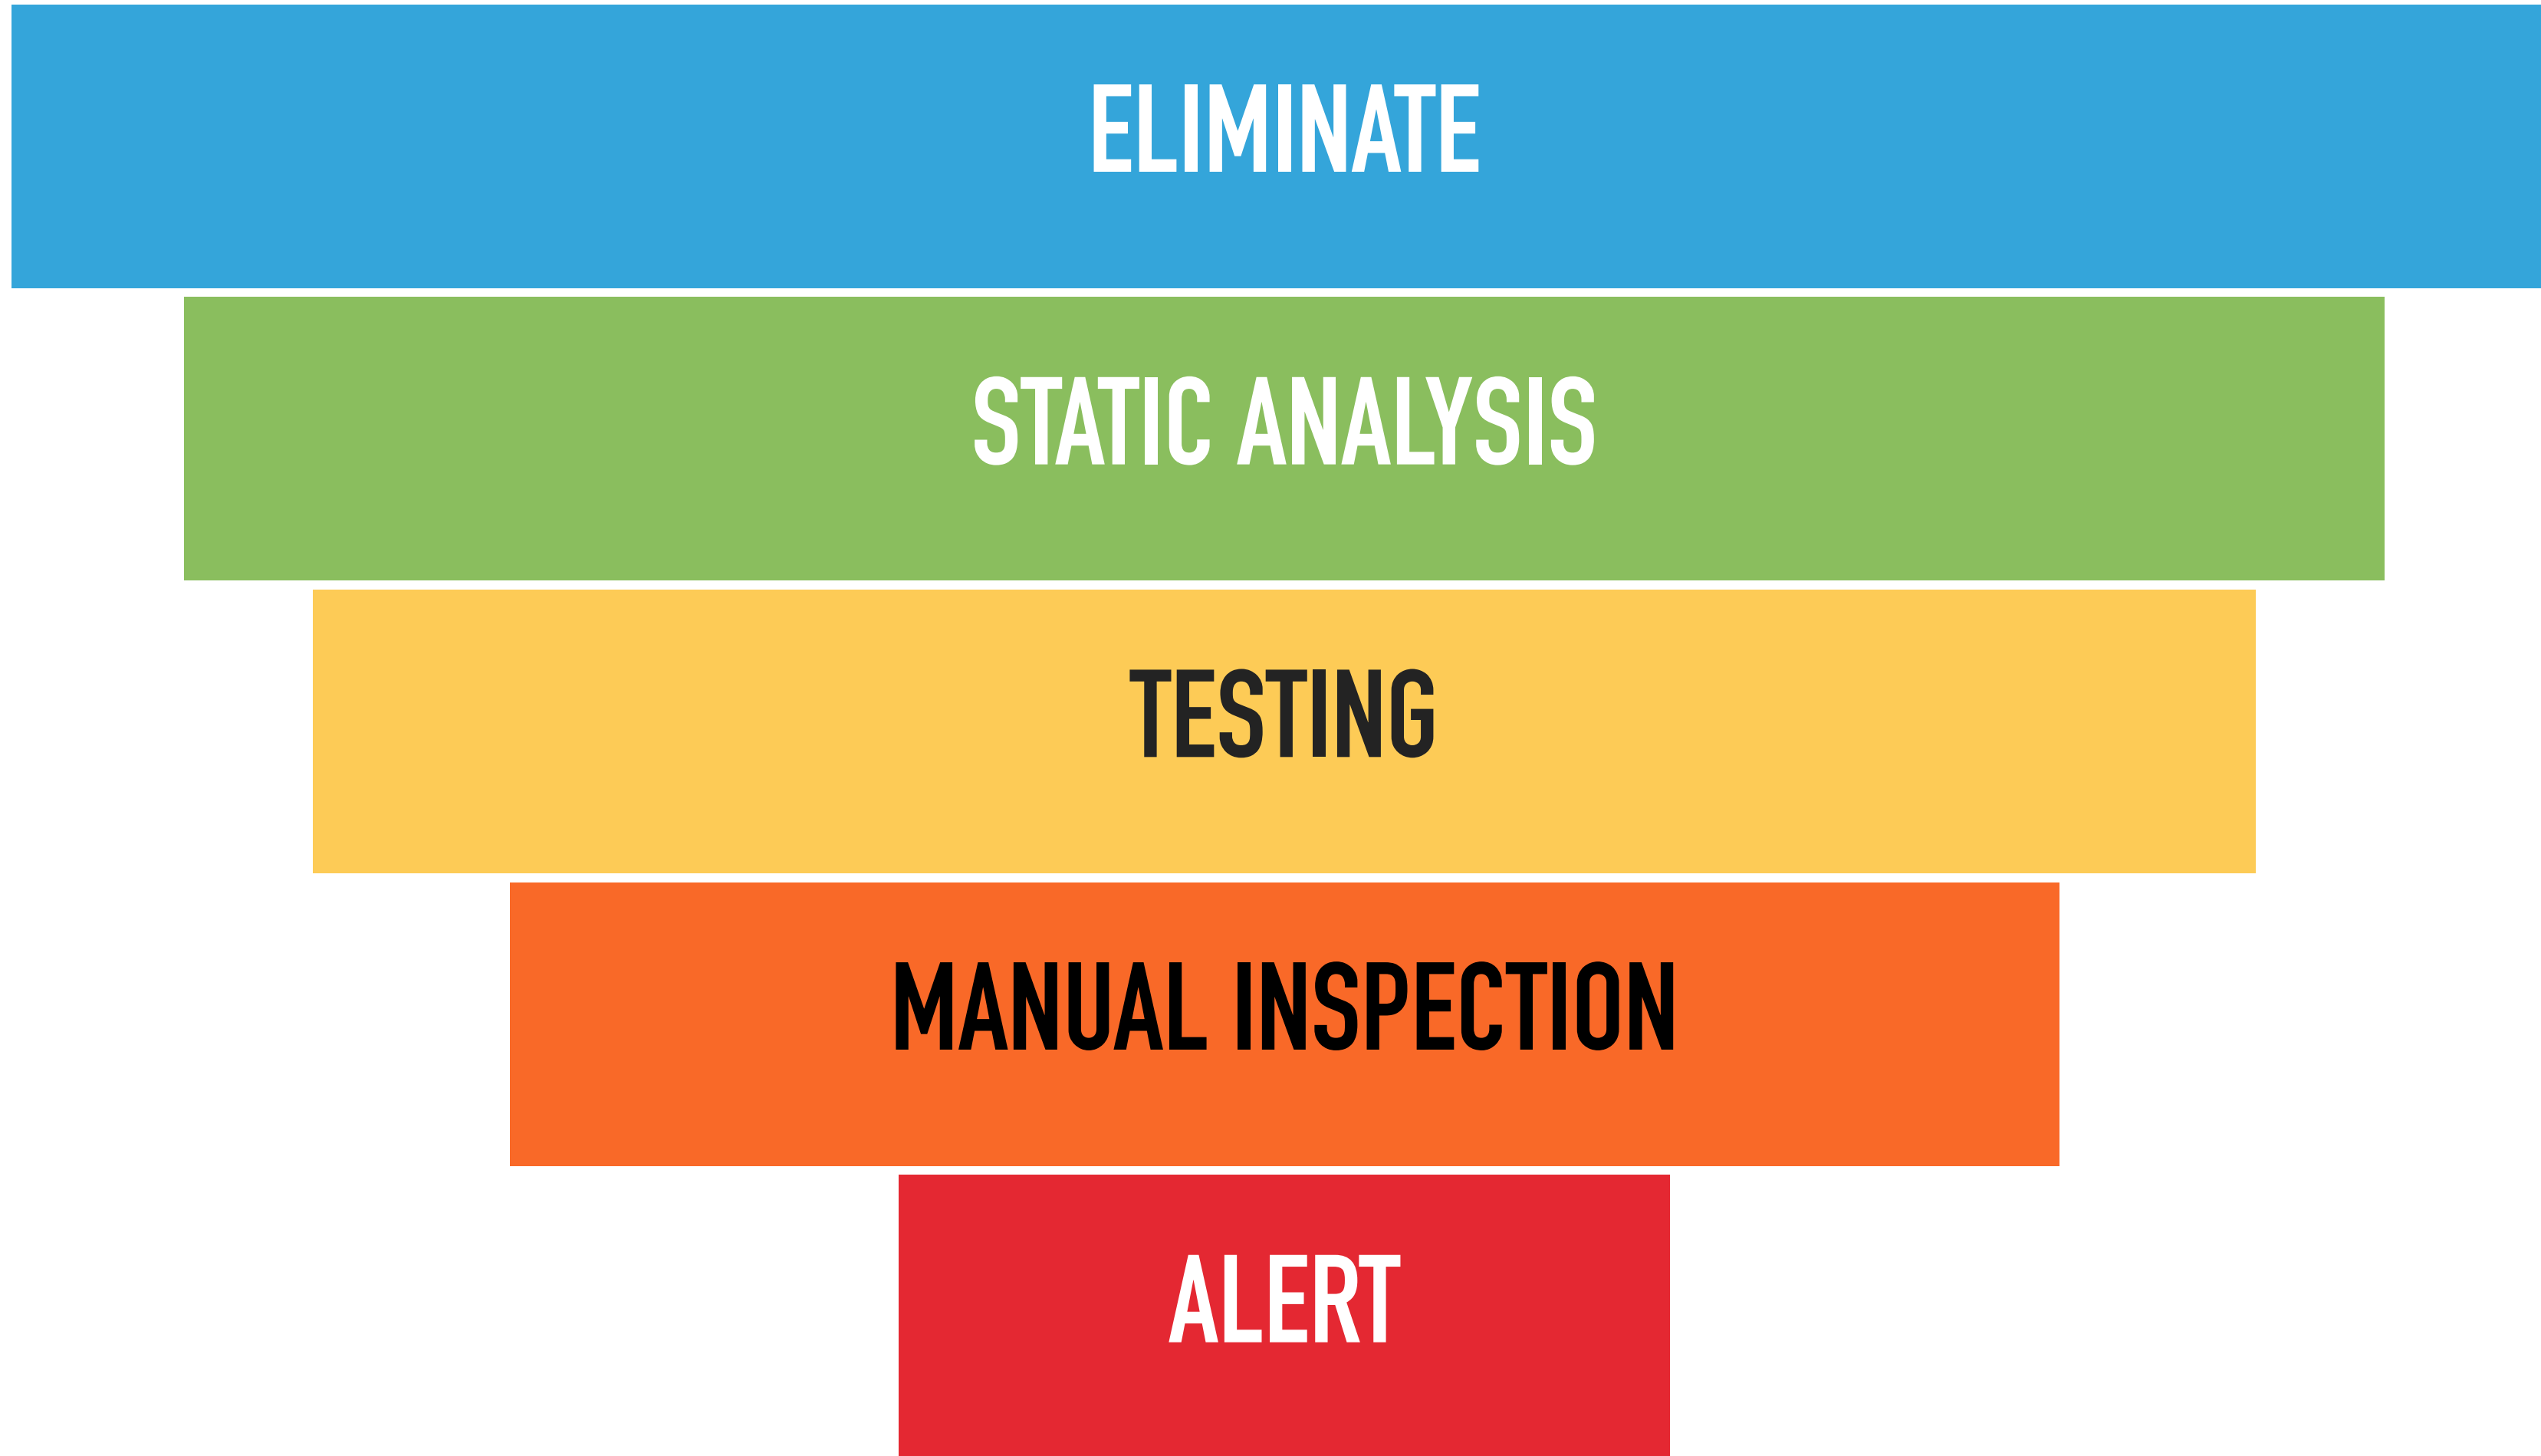 ELIMINATE
STATIC ANALYSIS
TESTING
MANUAL INSPECTION
ALERT